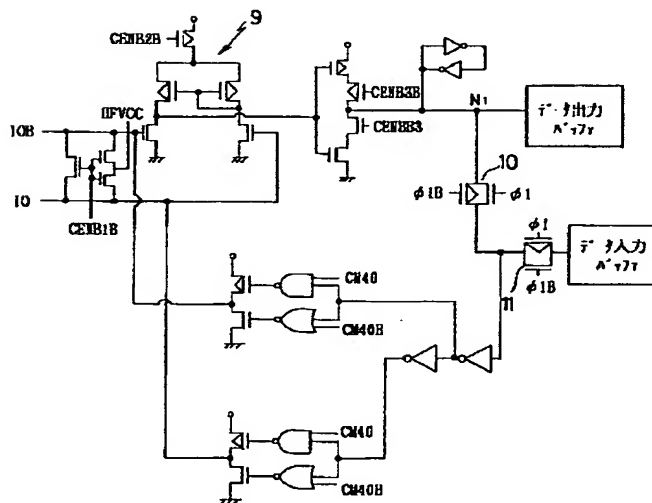 9
CENB2B
CENB3B
CENBB3
N1
データ出力
バッファ
IOB
HFVCC
IO
CENB1B
10
φ1B
φ1
φ1
データ入力
バッファ
11
φ1B
CM40
CM40B
CM40
CM40B